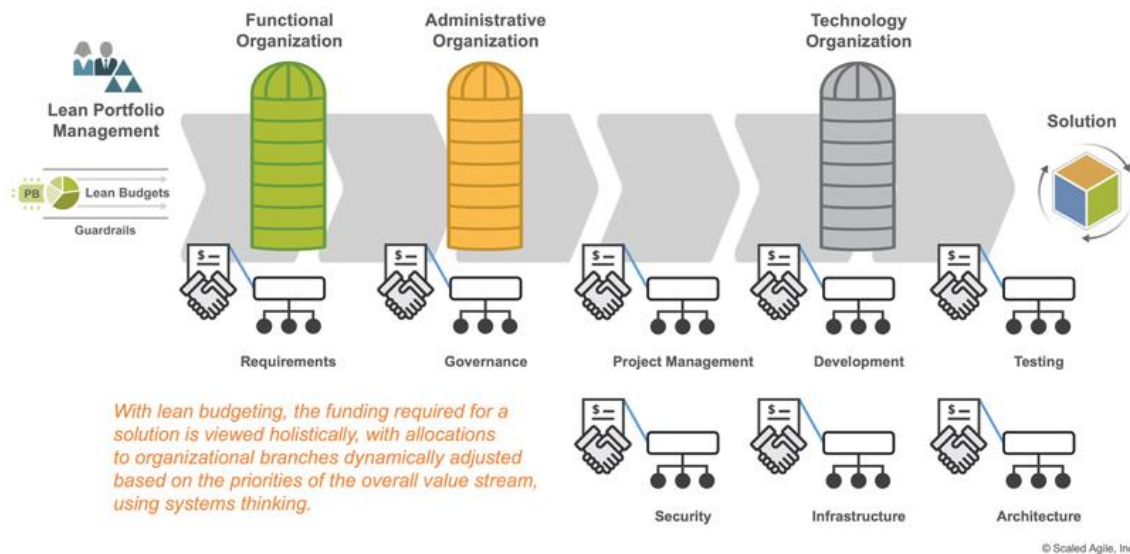 Functional
Organization
Administrative
Organization
Technology
Organization
Lean Portfolio
Management
Solution
PB
Lean Budgets
Guardrails
$
$
$
$
$
Requirements
Governance
Project Management
Development
Testing
With lean budgeting, the funding required for a
solution is viewed holistically, with allocations
to organizational branches dynamically adjusted
based on the priorities of the overall value stream,
using systems thinking.
$
$
$
Security
Infrastructure
Architecture
© Scaled Agile, Inc